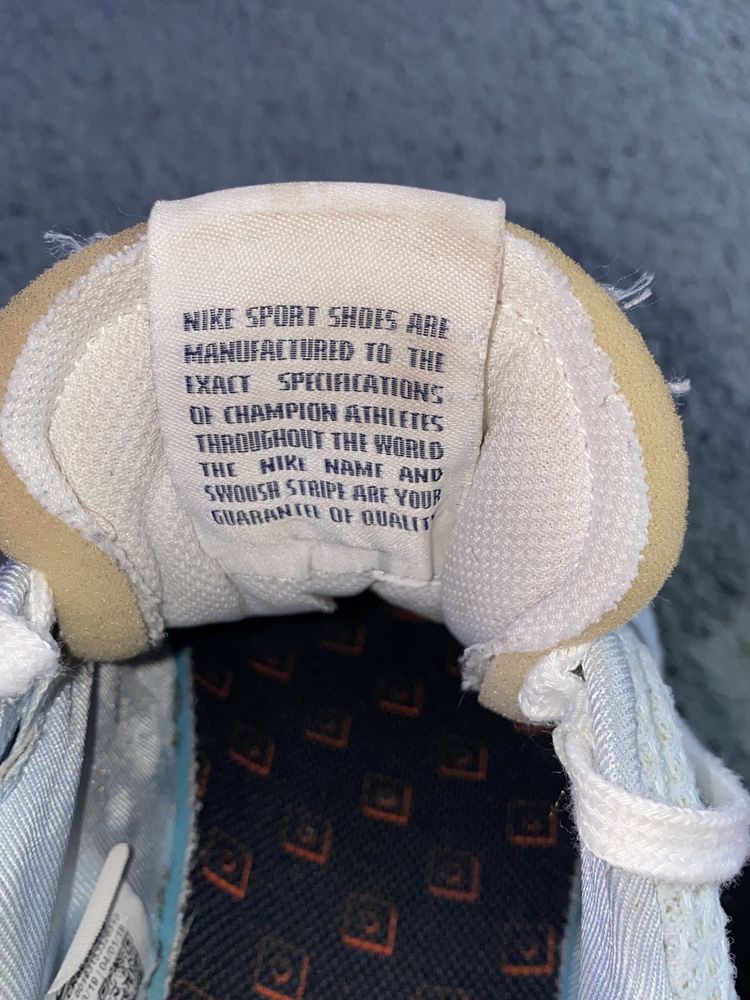 NIKE SPORT SHOES ARE
MANUFACTURED TO THE
EXACT SPECIFICATIONS
OF CHAMPION ATHLETES
THROUGHOUT THE WORLD
THE NIKE NAME AND
SWOOSH STRIPE ARE YOUR
GUARANTEE OF QUALIT